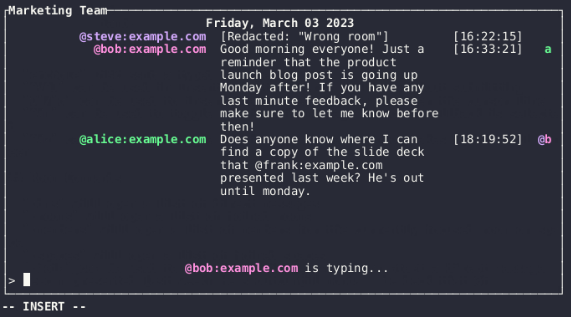 Marketing Team
Friday, March 03 2023
@steve:example.com [Redacted: "Wrong room"] [16:22:15]
@bob:example.com Good morning everyone! Just a [16:33:21] a
reminder that the product
launch blog post is going up
Monday after! If you have any
last minute feedback, please
make sure to let me know before
then!
@alice:example.com Does anyone know where I can [18:19:52] @b
find a copy of the slide deck
that @frank:example.com
presented last week? He's out
until monday.
@bob:example.com is typing...
>
-- INSERT --